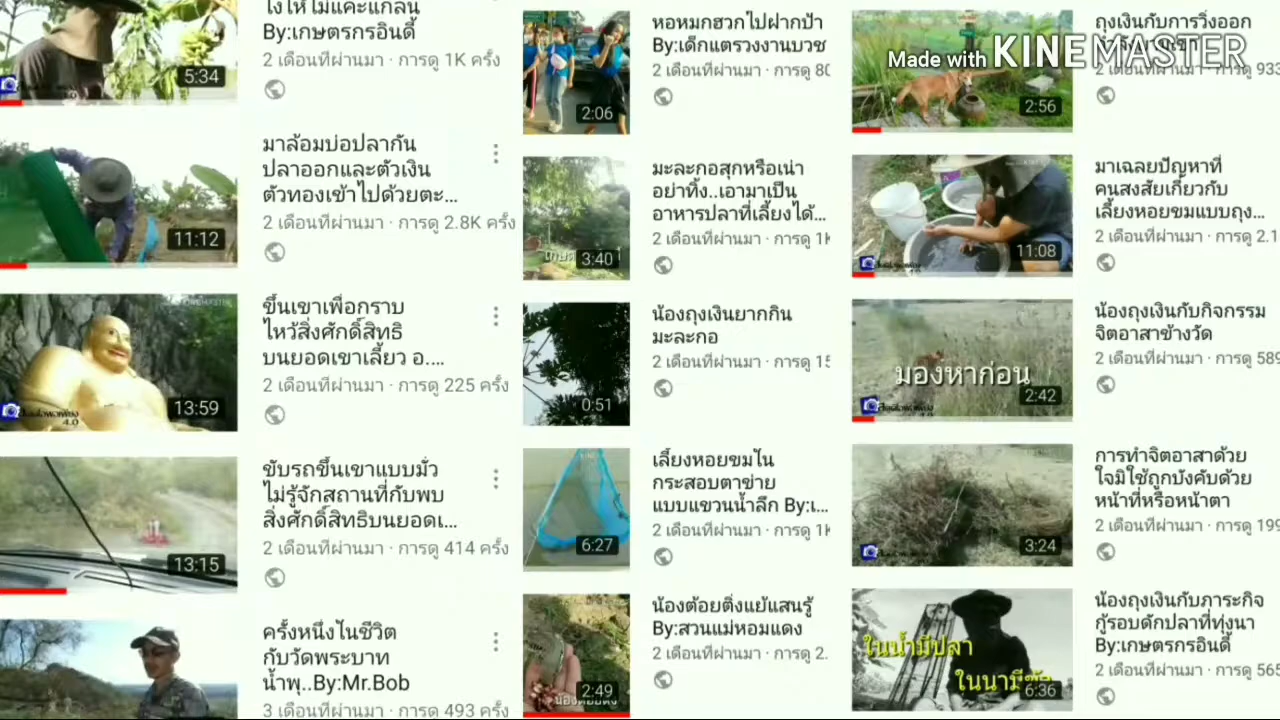 By:เกษตรกรอินดี้
2 เดือนที่ผ่านมา · การดู 1K ครั้ง
5:34
มาล้อมบ่อปลากัน
ปลาออกและตัวเงิน
ตัวทองเข้าไปด้วยตะ...
2 เดือนที่ผ่านมา · การดู 2.8K ครั้ง
11:12
ขึ้นเขาเพื่อกราบ
ไหว้สิ่งศักดิ์สิทธิ
บนยอดเขาเลี้ยว อ....
2 เดือนที่ผ่านมา · การดู 225 ครั้ง
13:59
4.0
ขับรถขึ้นเขาแบบมั่ว
ไม่รู้จักสถานที่กับพบ
สิ่งศักดิ์สิทธิบนยอดเ...
2 เดือนที่ผ่านมา · การดู 414 ครั้ง
13:15
ครั้งหนึ่งในชีวิต
กับวัดพระบาท
น้ำพุ..By:Mr.Bob
3 เดือนที่ผ่านมา · การดู 493 ครั้ง
หอหมกฮวกไปฝากป้า
By:เด็กแตรวงงานบวช
2 เดือนที่ผ่านมา · การดู 80
2:06
มะละกอสุกหรือเน่า
อย่าทิ้ง..เอามาเป็น
อาหารปลาที่เลี้ยงได้...
2 เดือนที่ผ่านมา · การดู 1K
3:40
น้องถุงเงินยากกิน
มะละกอ
2 เดือนที่ผ่านมา · การดู 15
0:51
เลี้ยงหอยขมใน
กระสอบตาข่าย
แบบแขวนน้ำลึก By:เ...
2 เดือนที่ผ่านมา · การดู 1K
6:27
น้องต้อยติ่งแย้แสนรู้
By:สวนแม่หอมแดง
2 เดือนที่ผ่านมา · การดู 2.
2:49
ถุงเงินกับการวิ่งออก
Made with KINEMASTER
2 เดือนที่ผ่านมา · การดู 933
2:56
มาเฉลยปัญหาที่
คนสงสัยเกี่ยวกับ
เลี้ยงหอยขมแบบถุง...
2 เดือนที่ผ่านมา · การดู 2.1
11:08
น้องถุงเงินกับกิจกรรม
จิตอาสาข้างวัด
2 เดือนที่ผ่านมา · การดู 589
มองหาก่อน
2:42
การทำจิตอาสาด้วย
ใจมิใช้ถูกบังคับด้วย
หน้าที่หรือหน้าตา
2 เดือนที่ผ่านมา · การดู 199
3:24
น้องถุงเงินกับภาระกิจ
กู้รอบดักปลาที่ทุ่งนา
By:เกษตรกรอินดี้
2 เดือนที่ผ่านมา · การดู 565
ในน้ำมีปลา
6:36